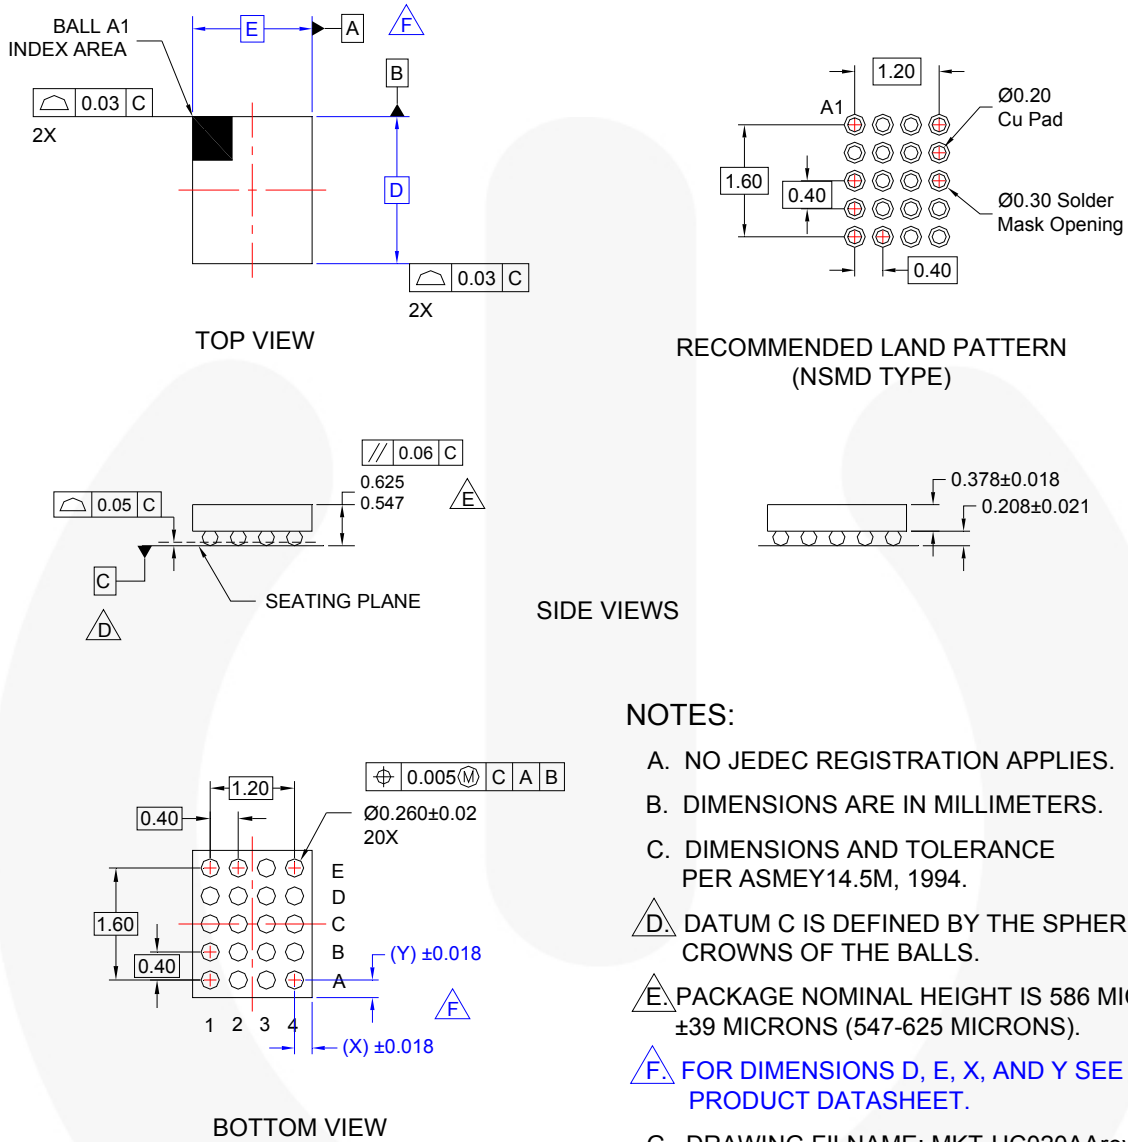 BALL A1
INDEX AREA
E
A
F
B
0.03 C
2X
D
0.03 C
2X
TOP VIEW
1.20
A1
Ø0.20
Cu Pad
1.60
0.40
Ø0.30 Solder
Mask Opening
0.40
RECOMMENDED LAND PATTERN
(NSMD TYPE)
0.05 C
// 0.06 C
0.625
0.547
E
C
D
SEATING PLANE
0.378±0.018
0.208±0.021
SIDE VIEWS
0.005 Ⓜ C A B
1.20
0.40
Ø0.260±0.02
20X
E
D
C
B
A
1.60
0.40
(Y) ±0.018
F
1 2 3 4
(X) ±0.018
BOTTOM VIEW
NOTES:
A. NO JEDEC REGISTRATION APPLIES.
B. DIMENSIONS ARE IN MILLIMETERS.
C. DIMENSIONS AND TOLERANCE
PER ASMEY14.5M, 1994.
D. DATUM C IS DEFINED BY THE SPHER
CROWNS OF THE BALLS.
E. PACKAGE NOMINAL HEIGHT IS 586 MIC
±39 MICRONS (547-625 MICRONS).
F. FOR DIMENSIONS D, E, X, AND Y SEE
PRODUCT DATASHEET.